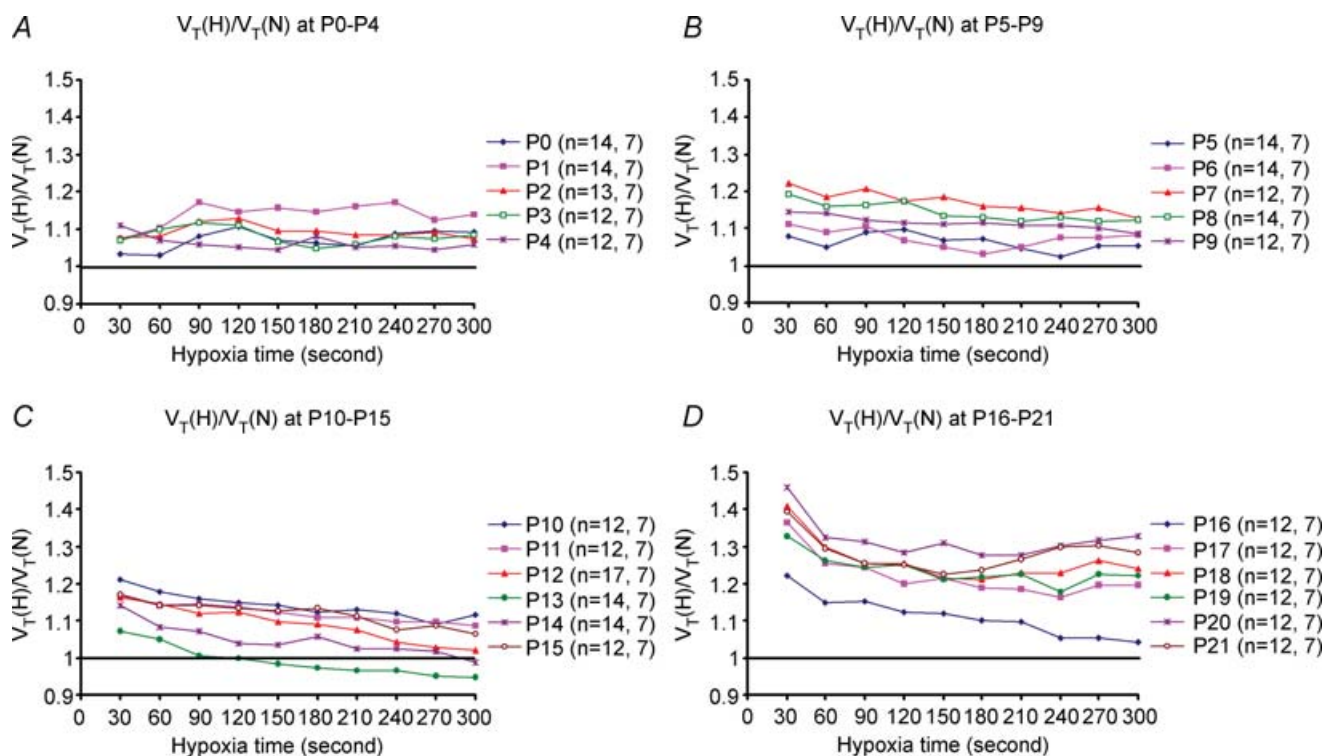 A
V_T(H)/V_T(N) at P0-P4
V_T(H)/V_T(N)
1.5
1.4
1.3
1.2
1.1
1
0.9
0 30 60 90 120 150 180 210 240 270 300
Hypoxia time (second)
P0 (n=14, 7)
P1 (n=14, 7)
P2 (n=13, 7)
P3 (n=12, 7)
P4 (n=12, 7)
B
V_T(H)/V_T(N) at P5-P9
V_T(H)/V_T(N)
1.5
1.4
1.3
1.2
1.1
1
0.9
0 30 60 90 120 150 180 210 240 270 300
Hypoxia time (second)
P5 (n=14, 7)
P6 (n=14, 7)
P7 (n=12, 7)
P8 (n=14, 7)
P9 (n=12, 7)
C
V_T(H)/V_T(N) at P10-P15
V_T(H)/V_T(N)
1.5
1.4
1.3
1.2
1.1
1
0.9
0 30 60 90 120 150 180 210 240 270 300
Hypoxia time (second)
P10 (n=12, 7)
P11 (n=12, 7)
P12 (n=17, 7)
P13 (n=14, 7)
P14 (n=14, 7)
P15 (n=12, 7)
D
V_T(H)/V_T(N) at P16-P21
V_T(H)/V_T(N)
1.5
1.4
1.3
1.2
1.1
1
0.9
0 30 60 90 120 150 180 210 240 270 300
Hypoxia time (second)
P16 (n=12, 7)
P17 (n=12, 7)
P18 (n=12, 7)
P19 (n=12, 7)
P20 (n=12, 7)
P21 (n=12, 7)